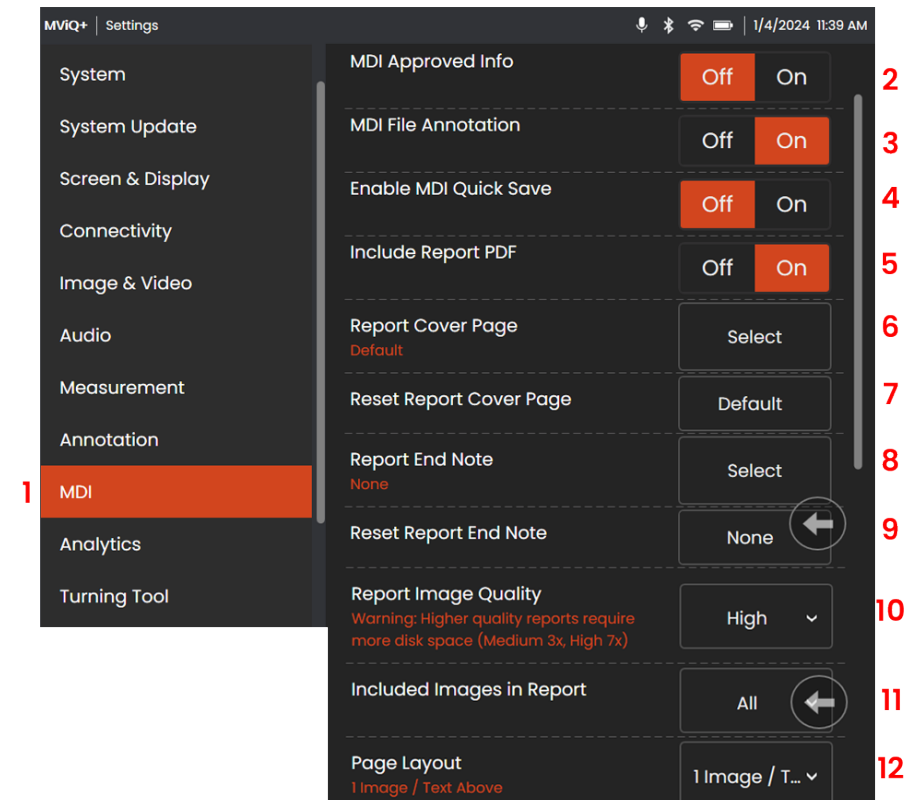 MViQ+ | Settings
1/4/2024 11:39 AM
System
System Update
Screen & Display
Connectivity
Image & Video
Audio
Measurement
Annotation
1
MDI
Analytics
Turning Tool
MDI Approved Info
Off On
2
MDI File Annotation
Off On
3
Enable MDI Quick Save
Off On
4
Include Report PDF
Off On
5
Report Cover Page
Default
Select
6
Reset Report Cover Page
Default
7
Report End Note
None
Select
8
Reset Report End Note
None
9
Report Image Quality
Warning: Higher quality reports require
more disk space (Medium 3x, High 7x)
High
10
Included Images in Report
All
11
Page Layout
1 Image / Text Above
1 Image / T...
12